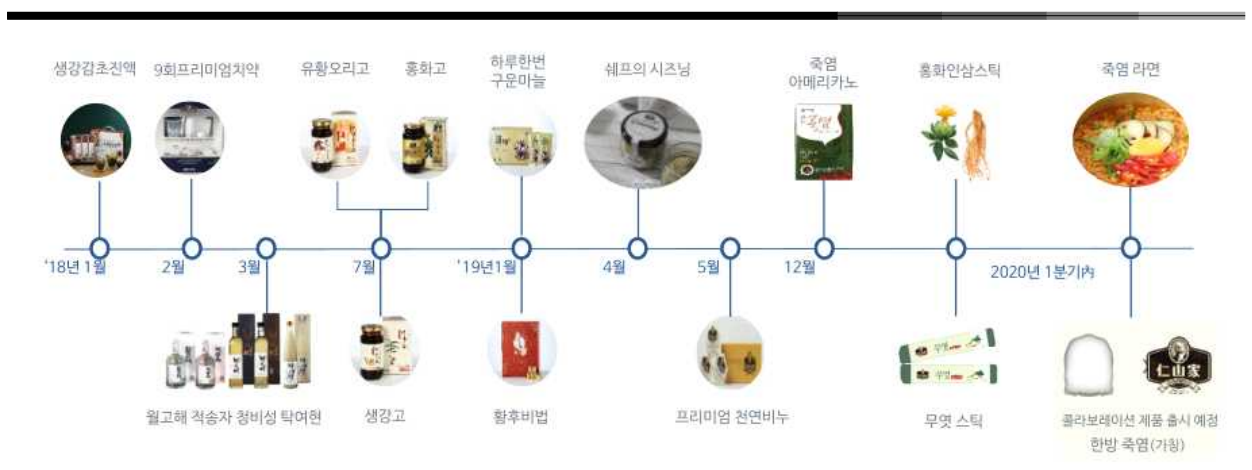 생강감초진액
9회프리미엄치약
유황오리고
홍화고
하루한번
구운마늘
쉐프의 시즈닝
죽염
아메리카노
홍화인삼스틱
죽염 라면
'18년 1월
2월
3월
7월
'19년1월
4월
5월
12월
2020년 1분기內
월고해 적송자 청비성 탁여현
생강고
황후비법
프리미엄 천연비누
무엿 스틱
仁山家
콜라보레이션 제품 출시 예정
한방 죽염(가칭)